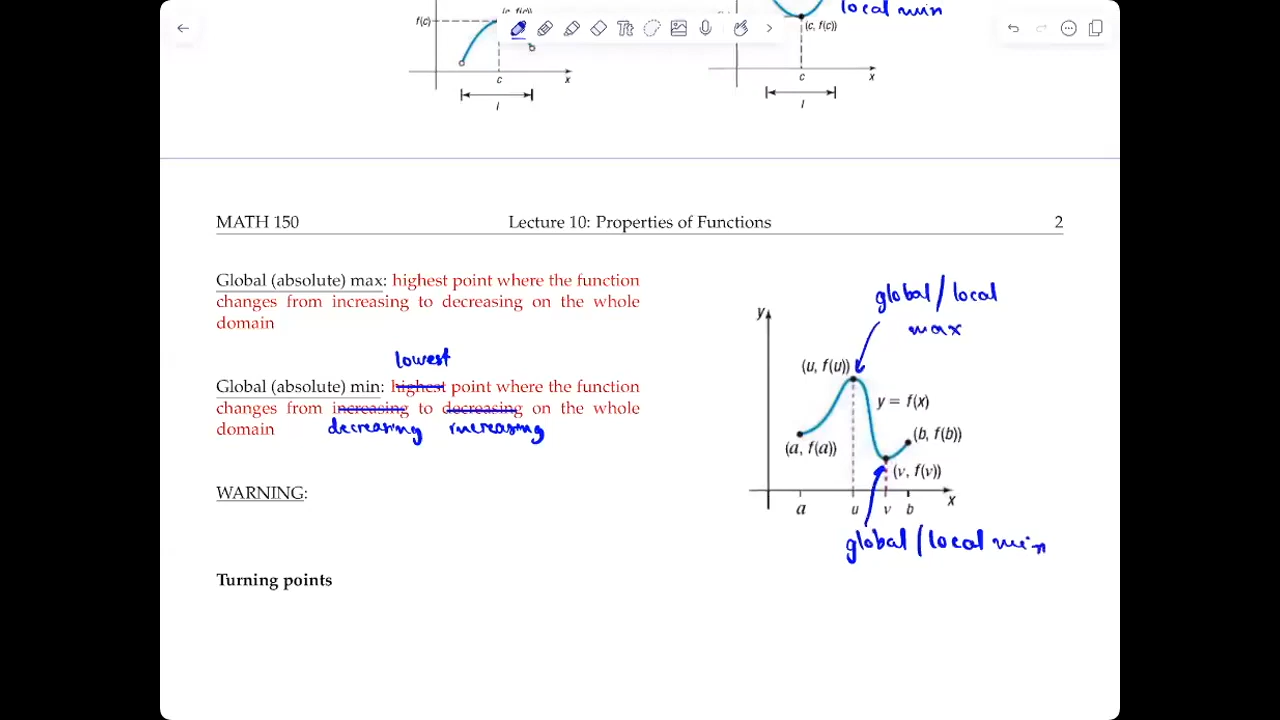 f(c)
c
x
I
local min
(c, f(c))
c
x
I
MATH 150
Lecture 10: Properties of Functions
2
Global (absolute) max: highest point where the function
changes from increasing to decreasing on the whole
domain
lowest
Global (absolute) min: highest point where the function
changes from increasing to decreasing on the whole
domain
decreasing
increasing
WARNING:
Turning points
global/local
max
y
(u, f(u))
y = f(x)
(a, f(a))
(b, f(b))
(v, f(v))
a
u
v
b
x
global/local min